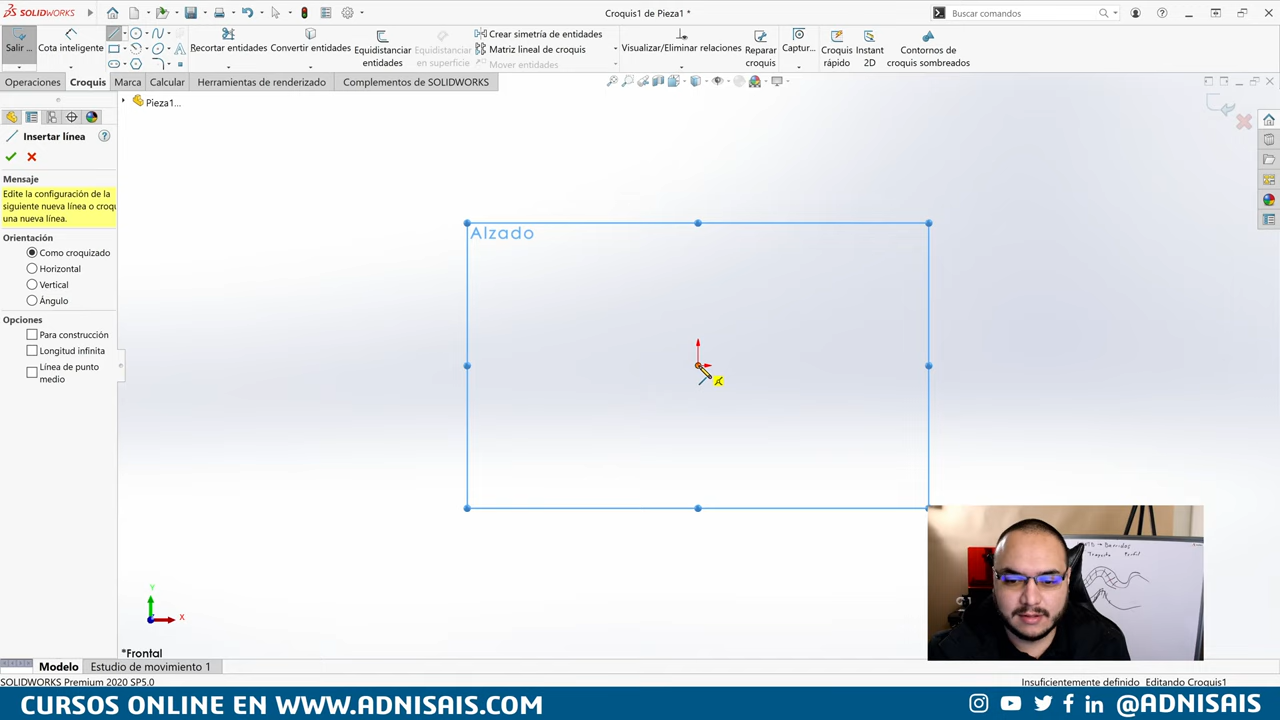 SOLIDWORKS
Croquis1 de Pieza1 *
Buscar comandos
Salir ...
Cota inteligente
Recortar entidades
Convertir entidades
Equidistanciar entidades
Equidistanciar en superficie
Crear simetría de entidades
Matriz lineal de croquis
Mover entidades
Visualizar/Eliminar relaciones
Reparar croquis
Captur...
Croquis rápido
Instant 2D
Contornos de croquis sombreados
Operaciones
Croquis
Marca
Calcular
Herramientas de renderizado
Complementos de SOLIDWORKS
Pieza1...
Insertar línea
Mensaje
Edite la configuración de la
siguiente nueva línea o croqu
una nueva línea.
Orientación
Como croquizado
Horizontal
Vertical
Ángulo
Opciones
Para construcción
Longitud infinita
Línea de punto
medio
Alzado
Y
X
*Frontal
Trayecto Perfil
Modelo
Estudio de movimiento 1
SOLIDWORKS Premium 2020 SP5.0
Insuficientemente definido
Editando Croquis1
CURSOS ONLINE EN WWW.ADNISAIS.COM
@ADNISAIS